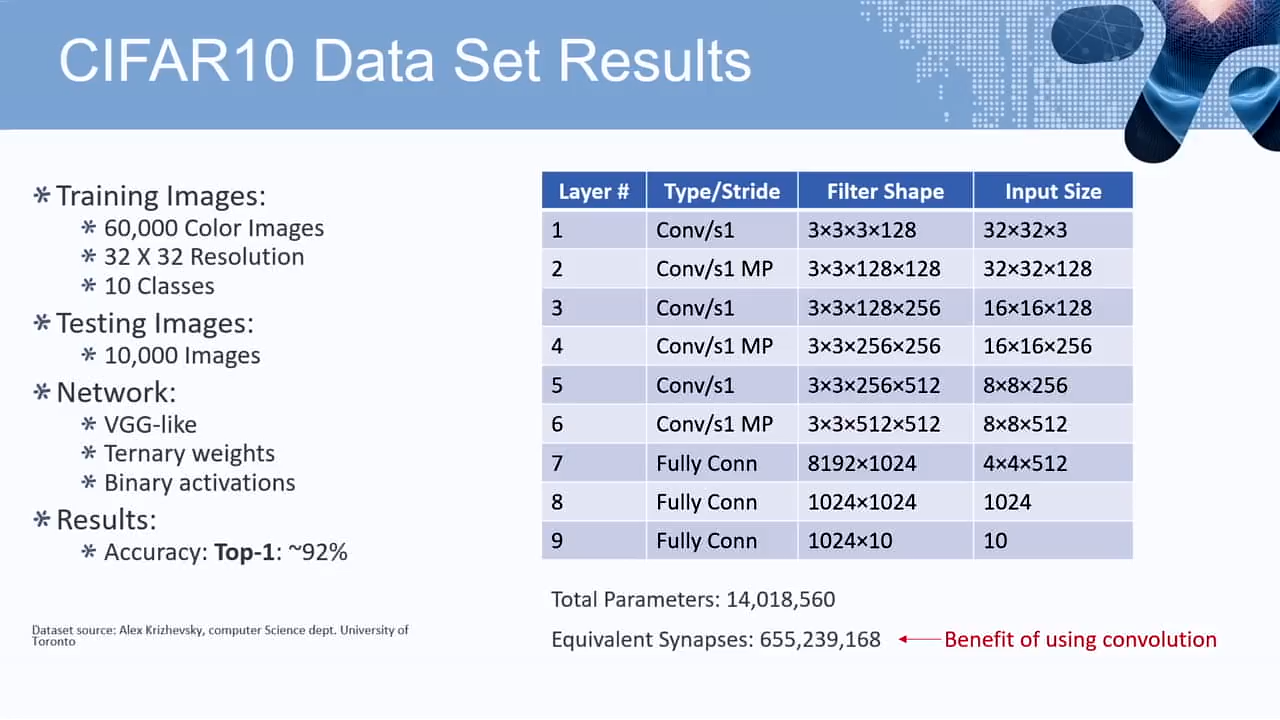 CIFAR10 Data Set Results
* Training Images:
* 60,000 Color Images
* 32 X 32 Resolution
* 10 Classes
* Testing Images:
* 10,000 Images
* Network:
* VGG-like
* Ternary weights
* Binary activations
* Results:
* Accuracy: Top-1: ~92%
Dataset source: Alex Krizhevsky, computer Science dept. University of
Toronto
Layer # Type/Stride Filter Shape Input Size
1 Conv/s1 3×3×3×128 32×32×3
2 Conv/s1 MP 3×3×128×128 32×32×128
3 Conv/s1 3×3×128×256 16×16×128
4 Conv/s1 MP 3×3×256×256 16×16×256
5 Conv/s1 3×3×256×512 8×8×256
6 Conv/s1 MP 3×3×512×512 8×8×512
7 Fully Conn 8192×1024 4×4×512
8 Fully Conn 1024×1024 1024
9 Fully Conn 1024×10 10
Total Parameters: 14,018,560
Equivalent Synapses: 655,239,168
Benefit of using convolution